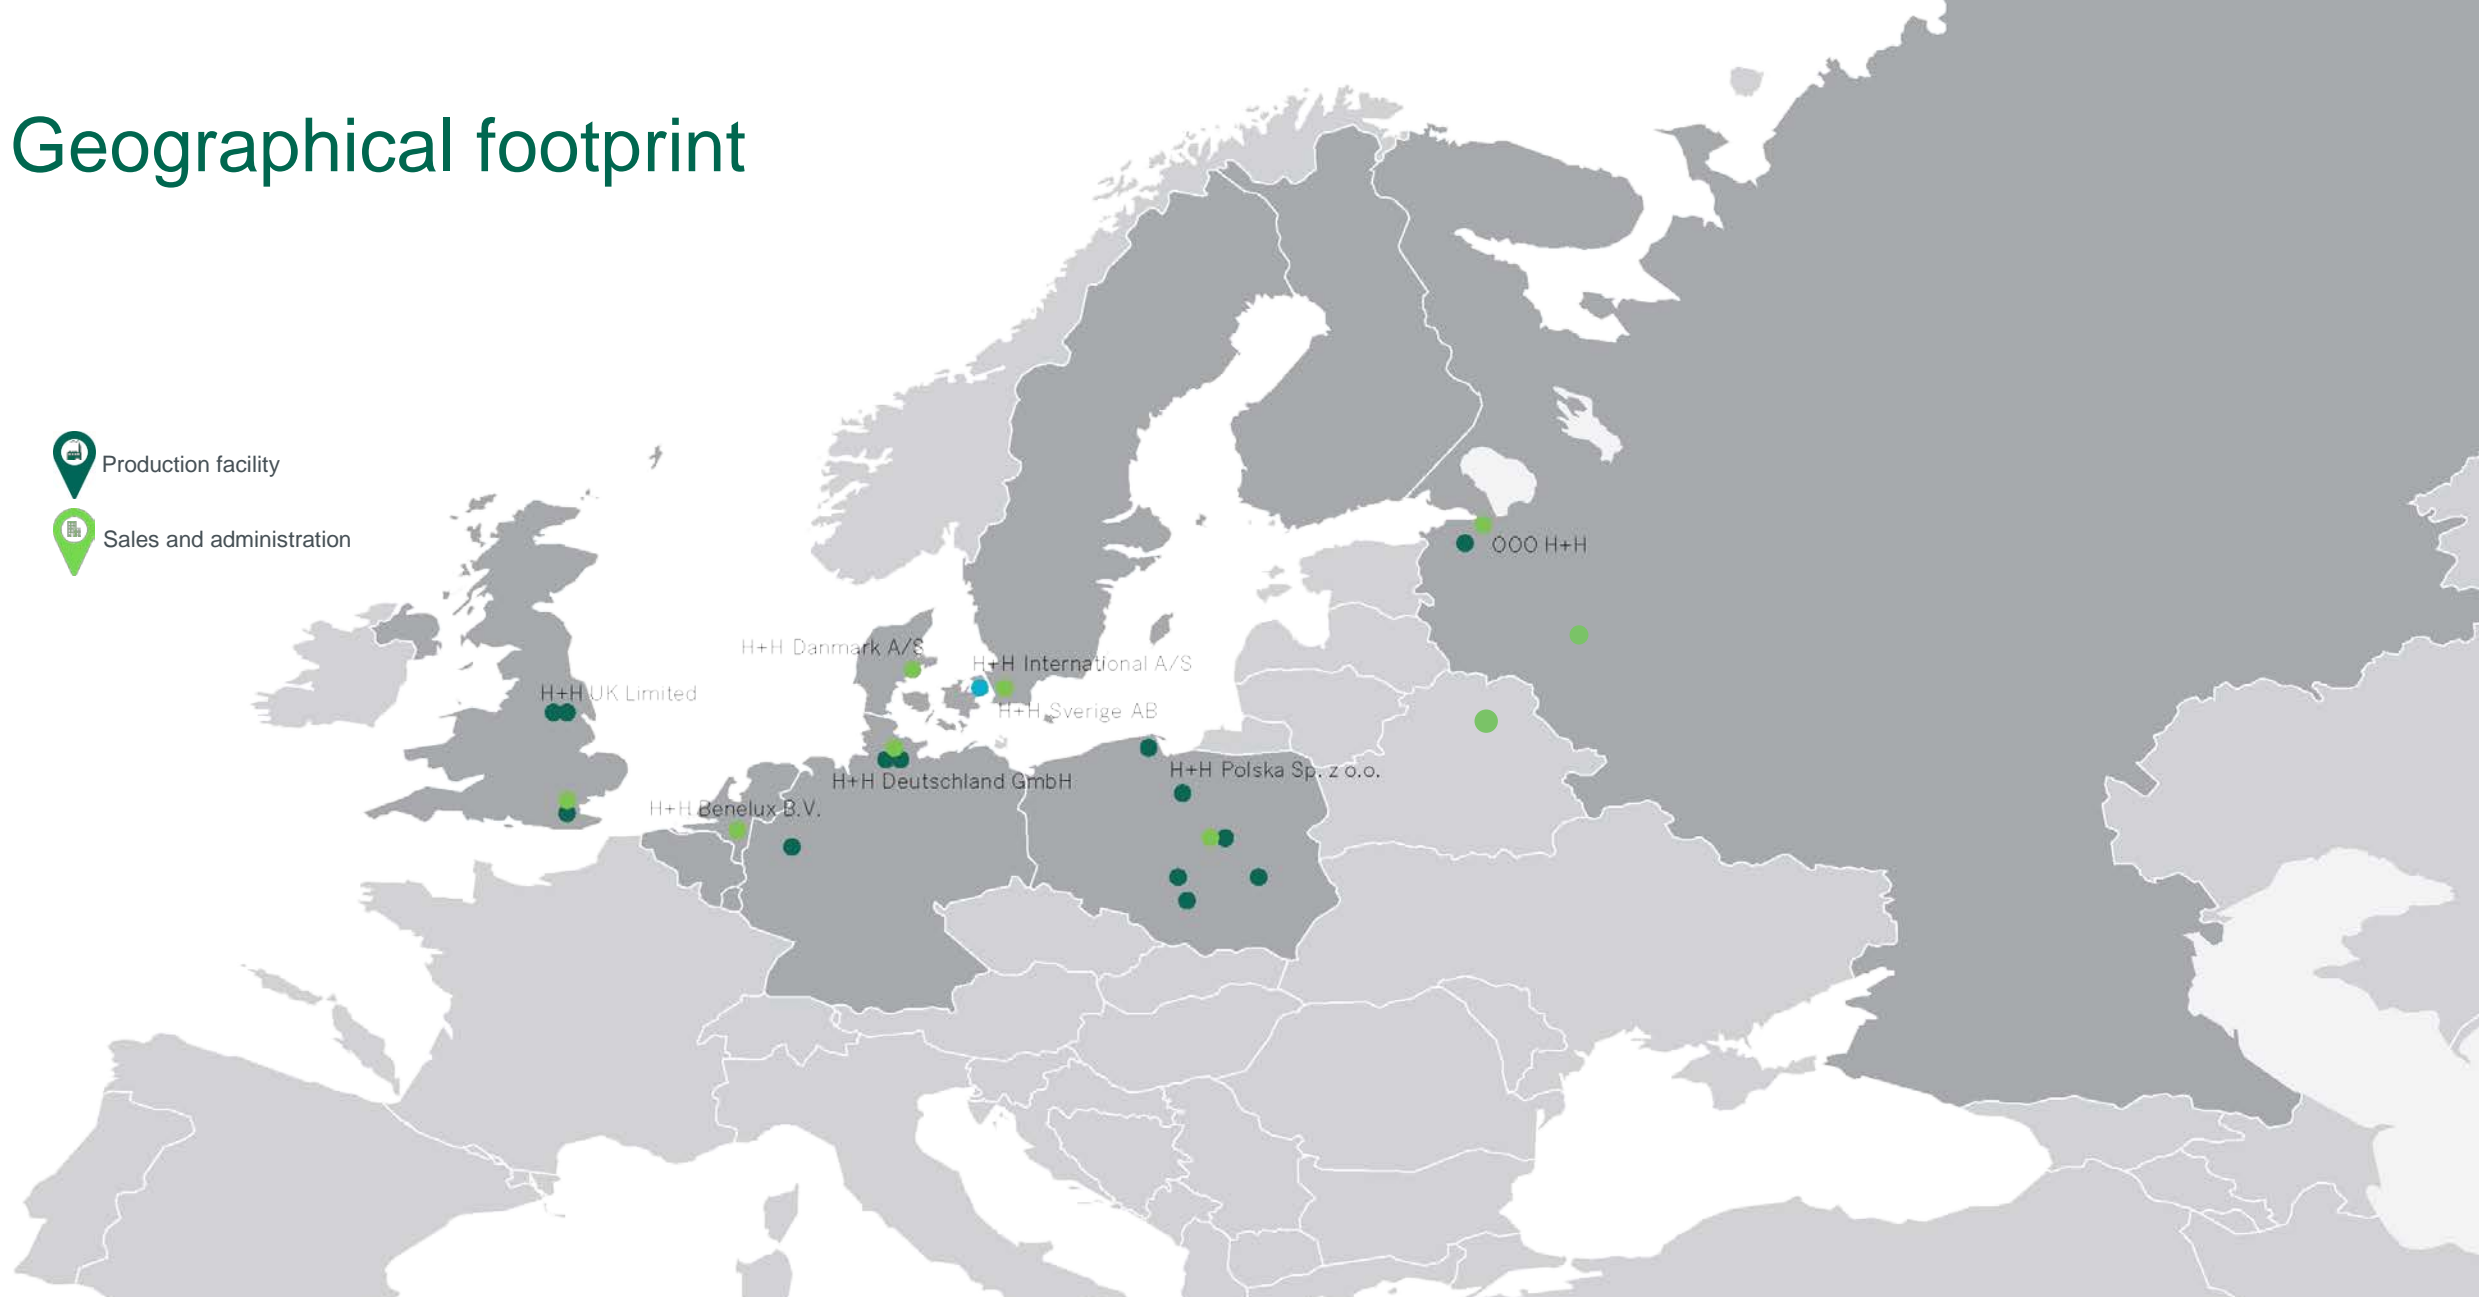 Geographical footprint
Production facility
Sales and administration
OOO H+H
H+H Danmark A/S
H+H International A/S
H+H UK Limited
H+H Sverige AB
H+H Polska Sp. z o.o.
H+H Deutschland GmbH
H+H Benelux B.V.